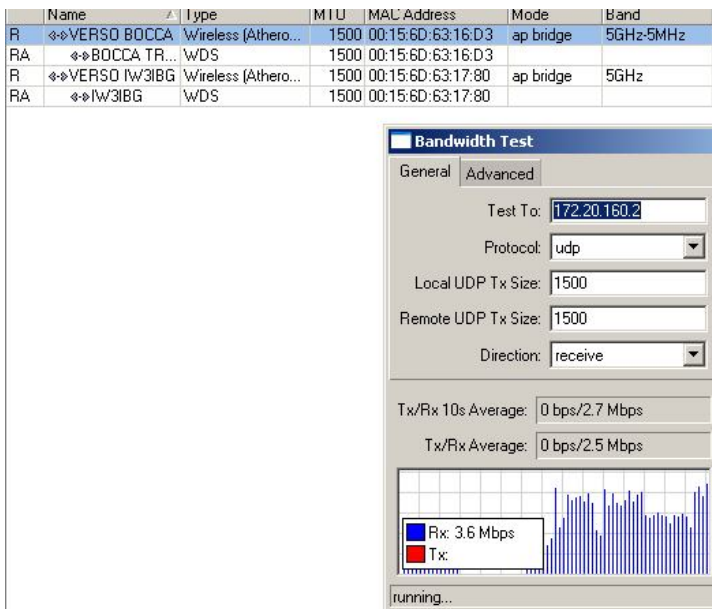 Name Type MTU MAC Address Mode Band
R VERSO BOCCA Wireless (Athero... 1500 00:15:6D:63:16:D3 ap bridge 5GHz-5MHz
RA BOCCA TR... WDS 1500 00:15:6D:63:16:D3
R VERSO IW3IBG Wireless (Athero... 1500 00:15:6D:63:17:80 ap bridge 5GHz
RA IW3IBG WDS 1500 00:15:6D:63:17:80
Bandwidth Test
General Advanced
Test To: 172.20.160.2
Protocol: udp
Local UDP Tx Size: 1500
Remote UDP Tx Size: 1500
Direction: receive
Tx/Rx 10s Average: 0 bps/2.7 Mbps
Tx/Rx Average: 0 bps/2.5 Mbps
Rx: 3.6 Mbps
Tx:
running...